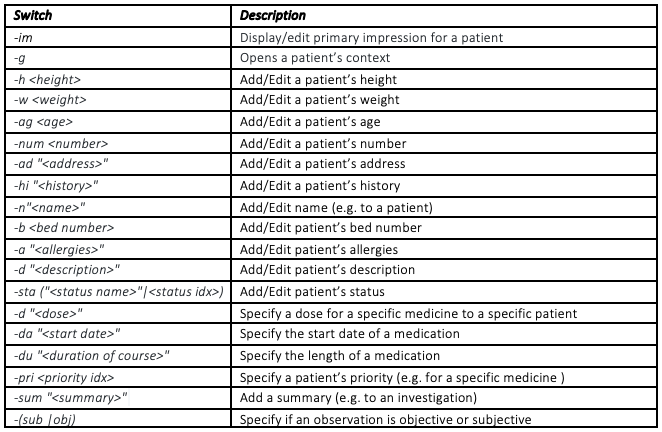 Switch Description
-im Display/edit primary impression for a patient
-g Opens a patient's context
-h <height> Add/Edit a patient's height
-w <weight> Add/Edit a patient's weight
-ag <age> Add/Edit a patient's age
-num <number> Add/Edit a patient's number
-ad "<address>" Add/Edit a patient's address
-hi "<history>" Add/Edit a patient's history
-n"<name>" Add/Edit name (e.g. to a patient)
-b <bed number> Add/Edit patient's bed number
-a "<allergies>" Add/Edit patient's allergies
-d "<description>" Add/Edit patient's description
-sta ("<status name>"|<status idx>) Add/Edit patient's status
-d "<dose>" Specify a dose for a specific medicine to a specific patient
-da "<start date>" Specify the start date of a medication
-du "<duration of course>" Specify the length of a medication
-pri <priority idx> Specify a patient's priority (e.g. for a specific medicine )
-sum "<summary>" Add a summary (e.g. to an investigation)
-(sub |obj) Specify if an observation is objective or subjective